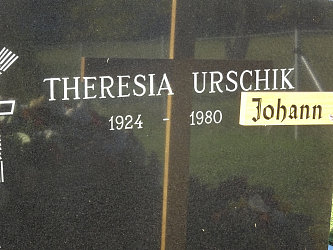 THERESIA URSCHIK
1924 - 1980
Johann